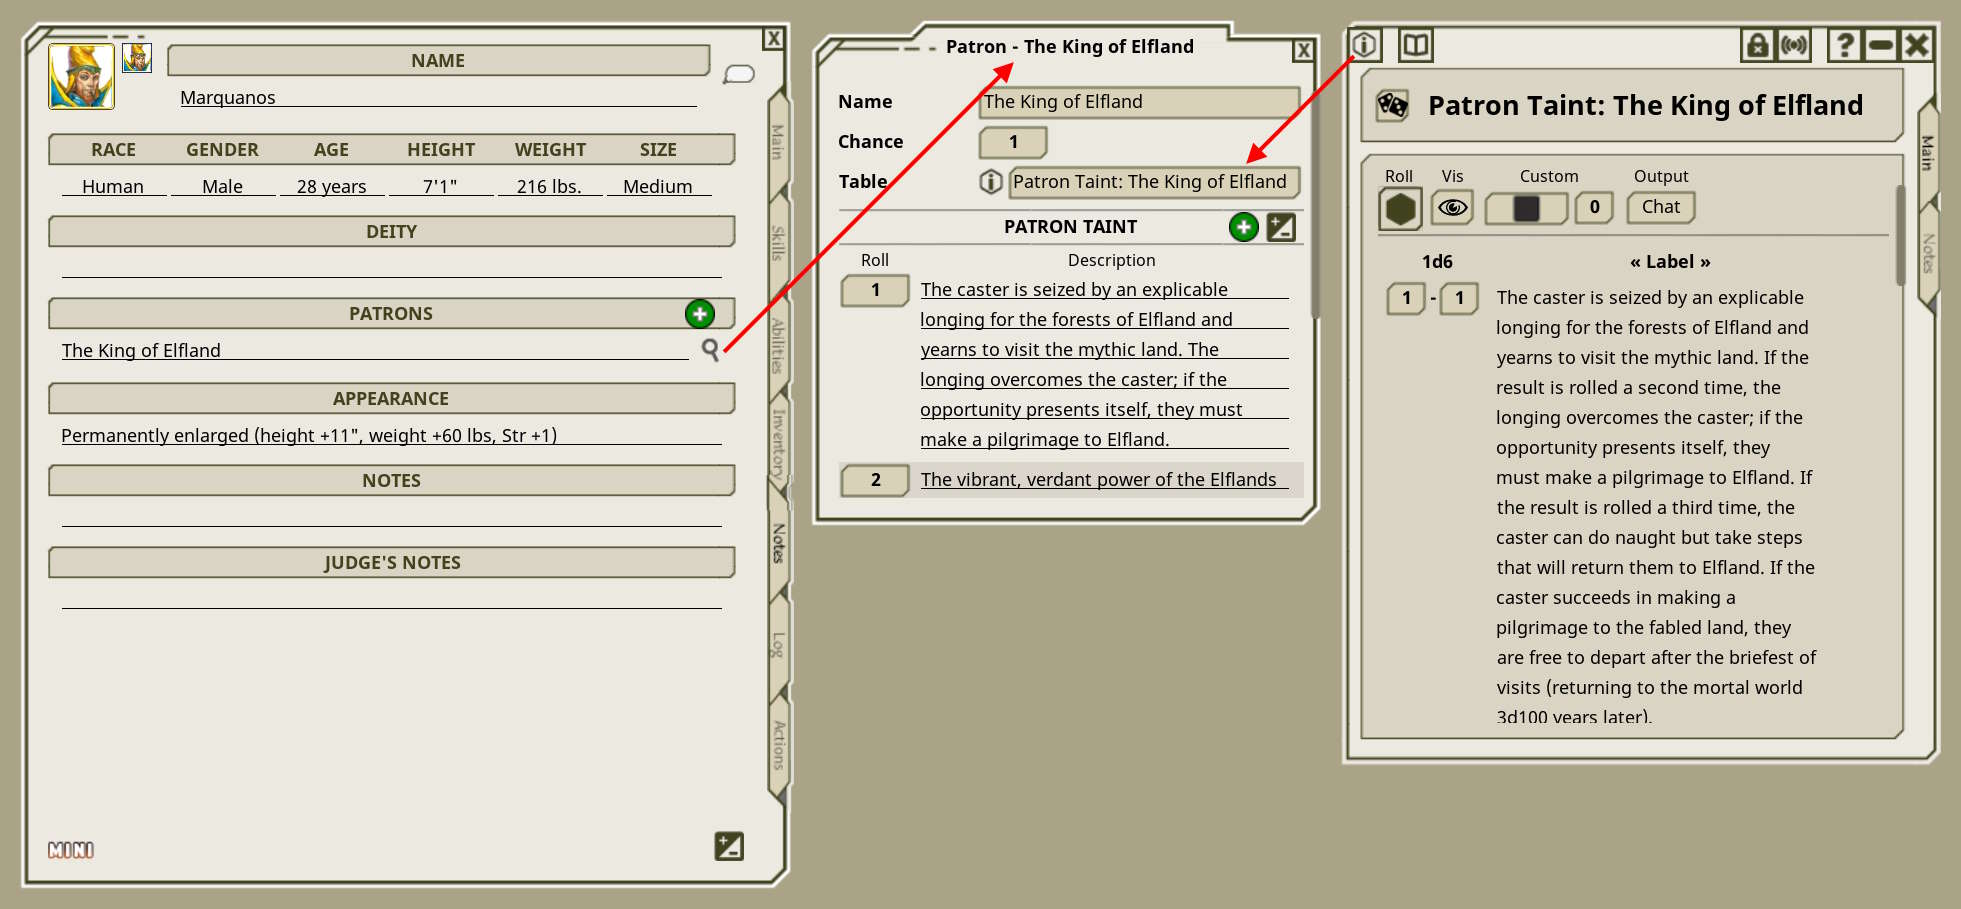 NAME
Marquanos
RACE GENDER AGE HEIGHT WEIGHT SIZE
Human Male 28 years 7'1" 216 lbs. Medium
DEITY
PATRONS
The King of Elfland
APPEARANCE
Permanently enlarged (height +11", weight +60 lbs, Str +1)
NOTES
JUDGE'S NOTES
MINI
X
Main
Skills
Abilities
Inventory
Notes
Log
Actions
Patron - The King of Elfland
X
Name The King of Elfland
Chance 1
Table Patron Taint: The King of Elfland
PATRON TAINT
Roll Description
1 The caster is seized by an explicable
longing for the forests of Elfland and
yearns to visit the mythic land. The
longing overcomes the caster; if the
opportunity presents itself, they must
make a pilgrimage to Elfland.
2 The vibrant, verdant power of the Elflands
?
Patron Taint: The King of Elfland
Roll Vis Custom Output
0 Chat
1d6 « Label »
1 - 1 The caster is seized by an explicable
longing for the forests of Elfland and
yearns to visit the mythic land. If the
result is rolled a second time, the
longing overcomes the caster; if the
opportunity presents itself, they
must make a pilgrimage to Elfland. If
the result is rolled a third time, the
caster can do naught but take steps
that will return them to Elfland. If the
caster succeeds in making a
pilgrimage to the fabled land, they
are free to depart after the briefest of
visits (returning to the mortal world
3d100 years later).
Main
Notes